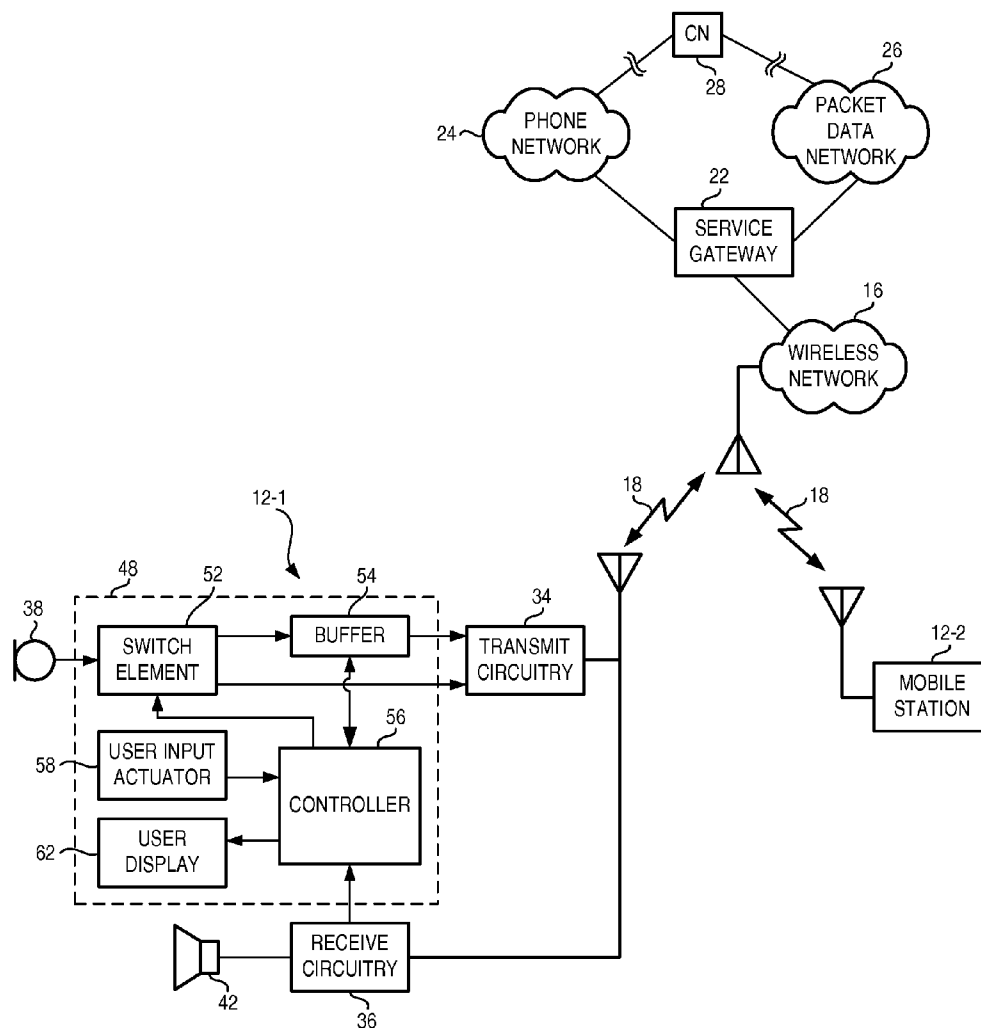 CN
28
26
PHONE
NETWORK
24
PACKET
DATA
NETWORK
22
SERVICE
GATEWAY
16
WIRELESS
NETWORK
18
18
12-1
48
52
54
34
38
SWITCH
ELEMENT
BUFFER
TRANSMIT
CIRCUITRY
12-2
MOBILE
STATION
56
58
USER INPUT
ACTUATOR
CONTROLLER
62
USER
DISPLAY
42
RECEIVE
CIRCUITRY
36